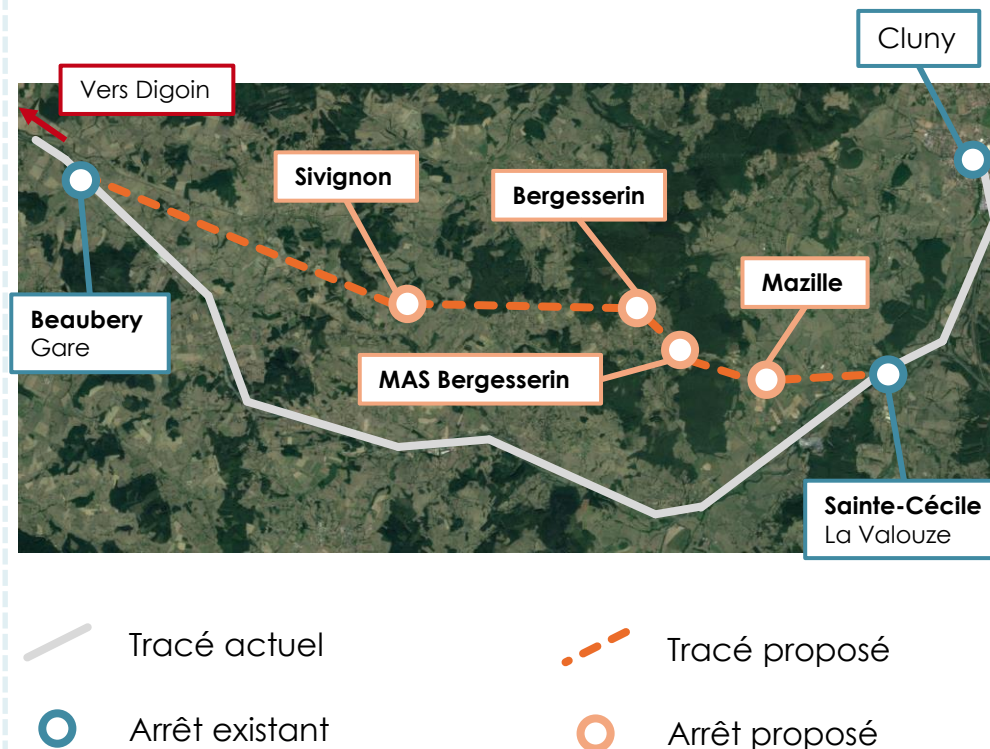 Cluny
Vers Digoin
Sivignon
Bergesserin
Mazille
Beaubery
Gare
MAS Bergesserin
Sainte-Cécile
La Valouze
Tracé actuel
Tracé proposé
Arrêt existant
Arrêt proposé